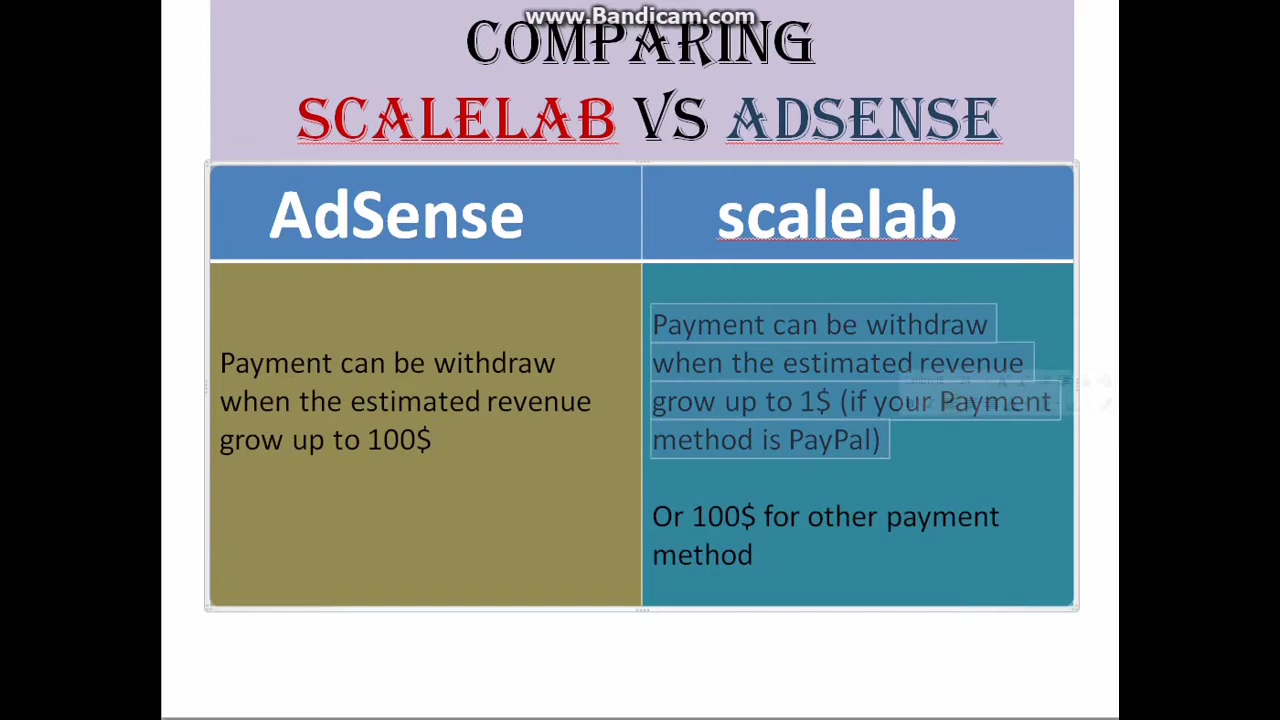 www.Bandicam.com
COMPARING
SCALELAB VS ADSENSE
AdSense
scalelab
Payment can be withdraw
when the estimated revenue
grow up to 100$
Payment can be withdraw
when the estimated revenue
grow up to 1$ (if your Payment
method is PayPal)
Or 100$ for other payment
method